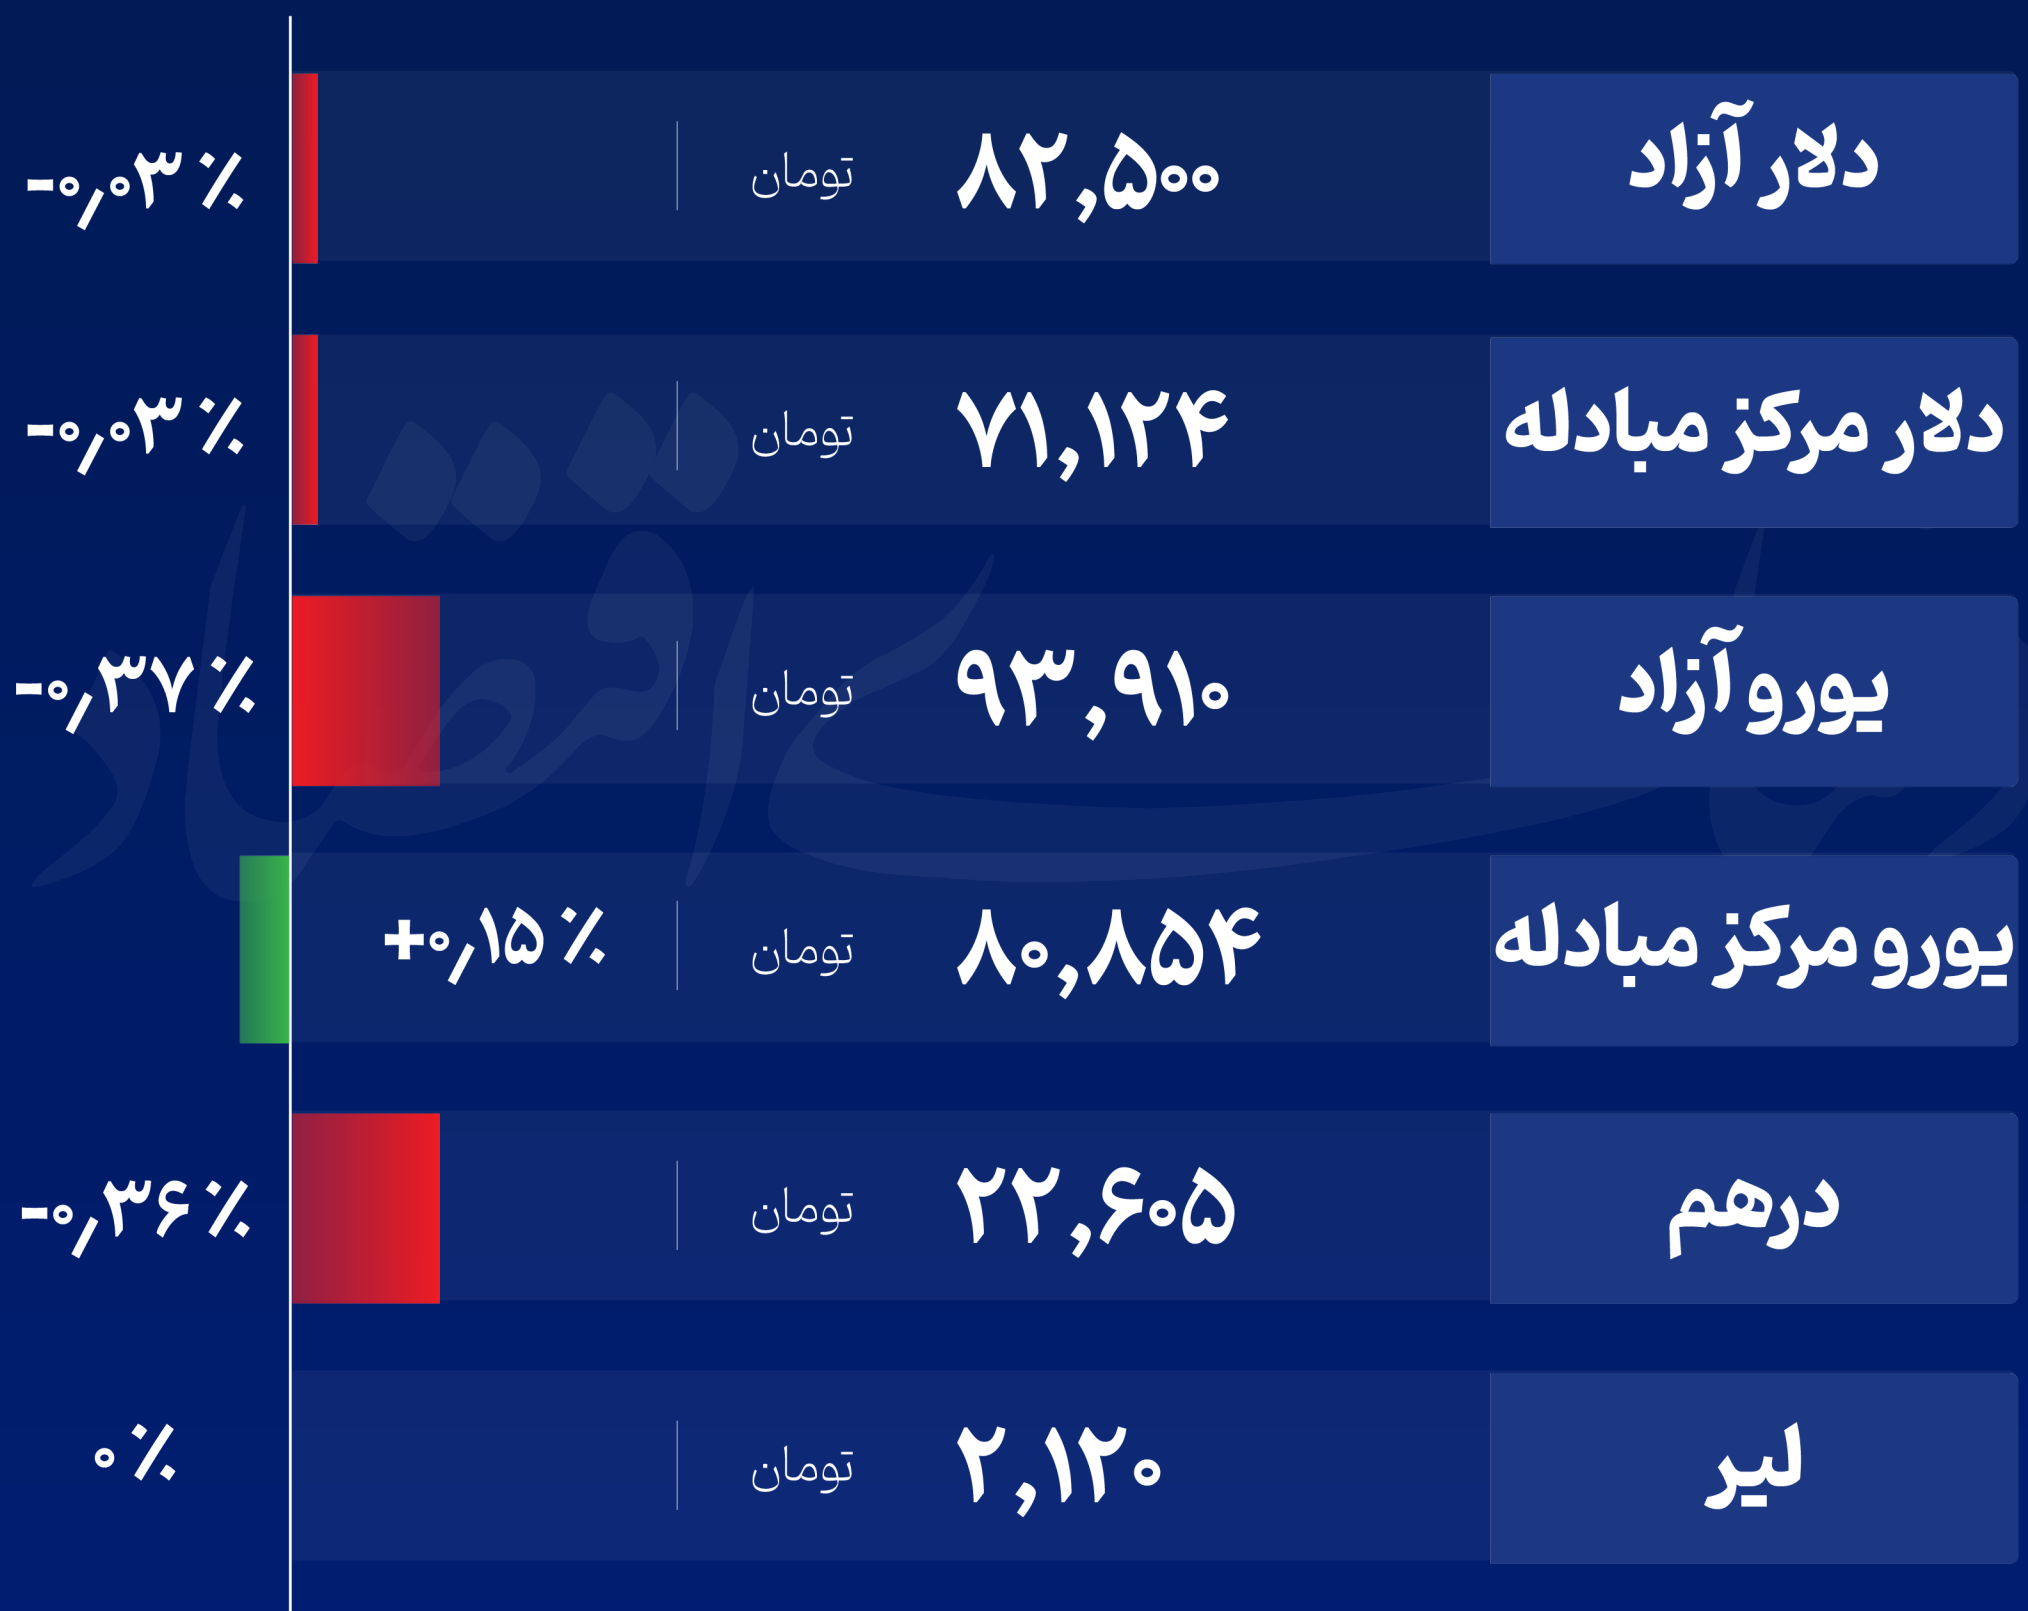 دلار آزاد ۸۲,۵۰۰ تومان -۰٫۰۳٪
دلار مرکز مبادله ۷۱,۱۲۴ تومان -۰٫۰۳٪
یورو آزاد ۹۳,۹۱۰ تومان -۰٫۳۷٪
یورو مرکز مبادله ۸۰,۸۵۴ تومان +۰٫۱۵٪
درهم ۲۲,۶۰۵ تومان -۰٫۳۶٪
لیر ۲,۱۲۰ تومان ۰٪